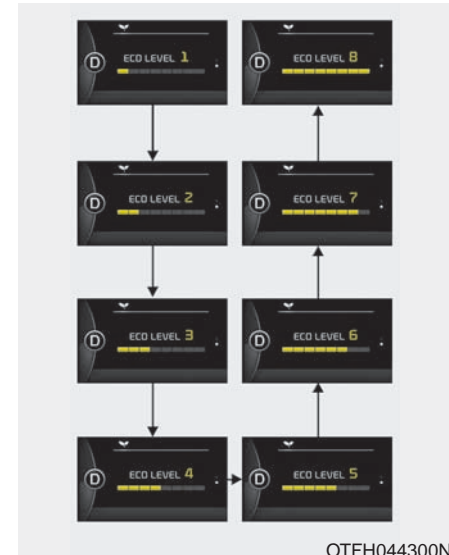 D ECO LEVEL 1
D ECO LEVEL 2
D ECO LEVEL 3
D ECO LEVEL 4
D ECO LEVEL 5
D ECO LEVEL 6
D ECO LEVEL 7
D ECO LEVEL 8
OTFH044300N